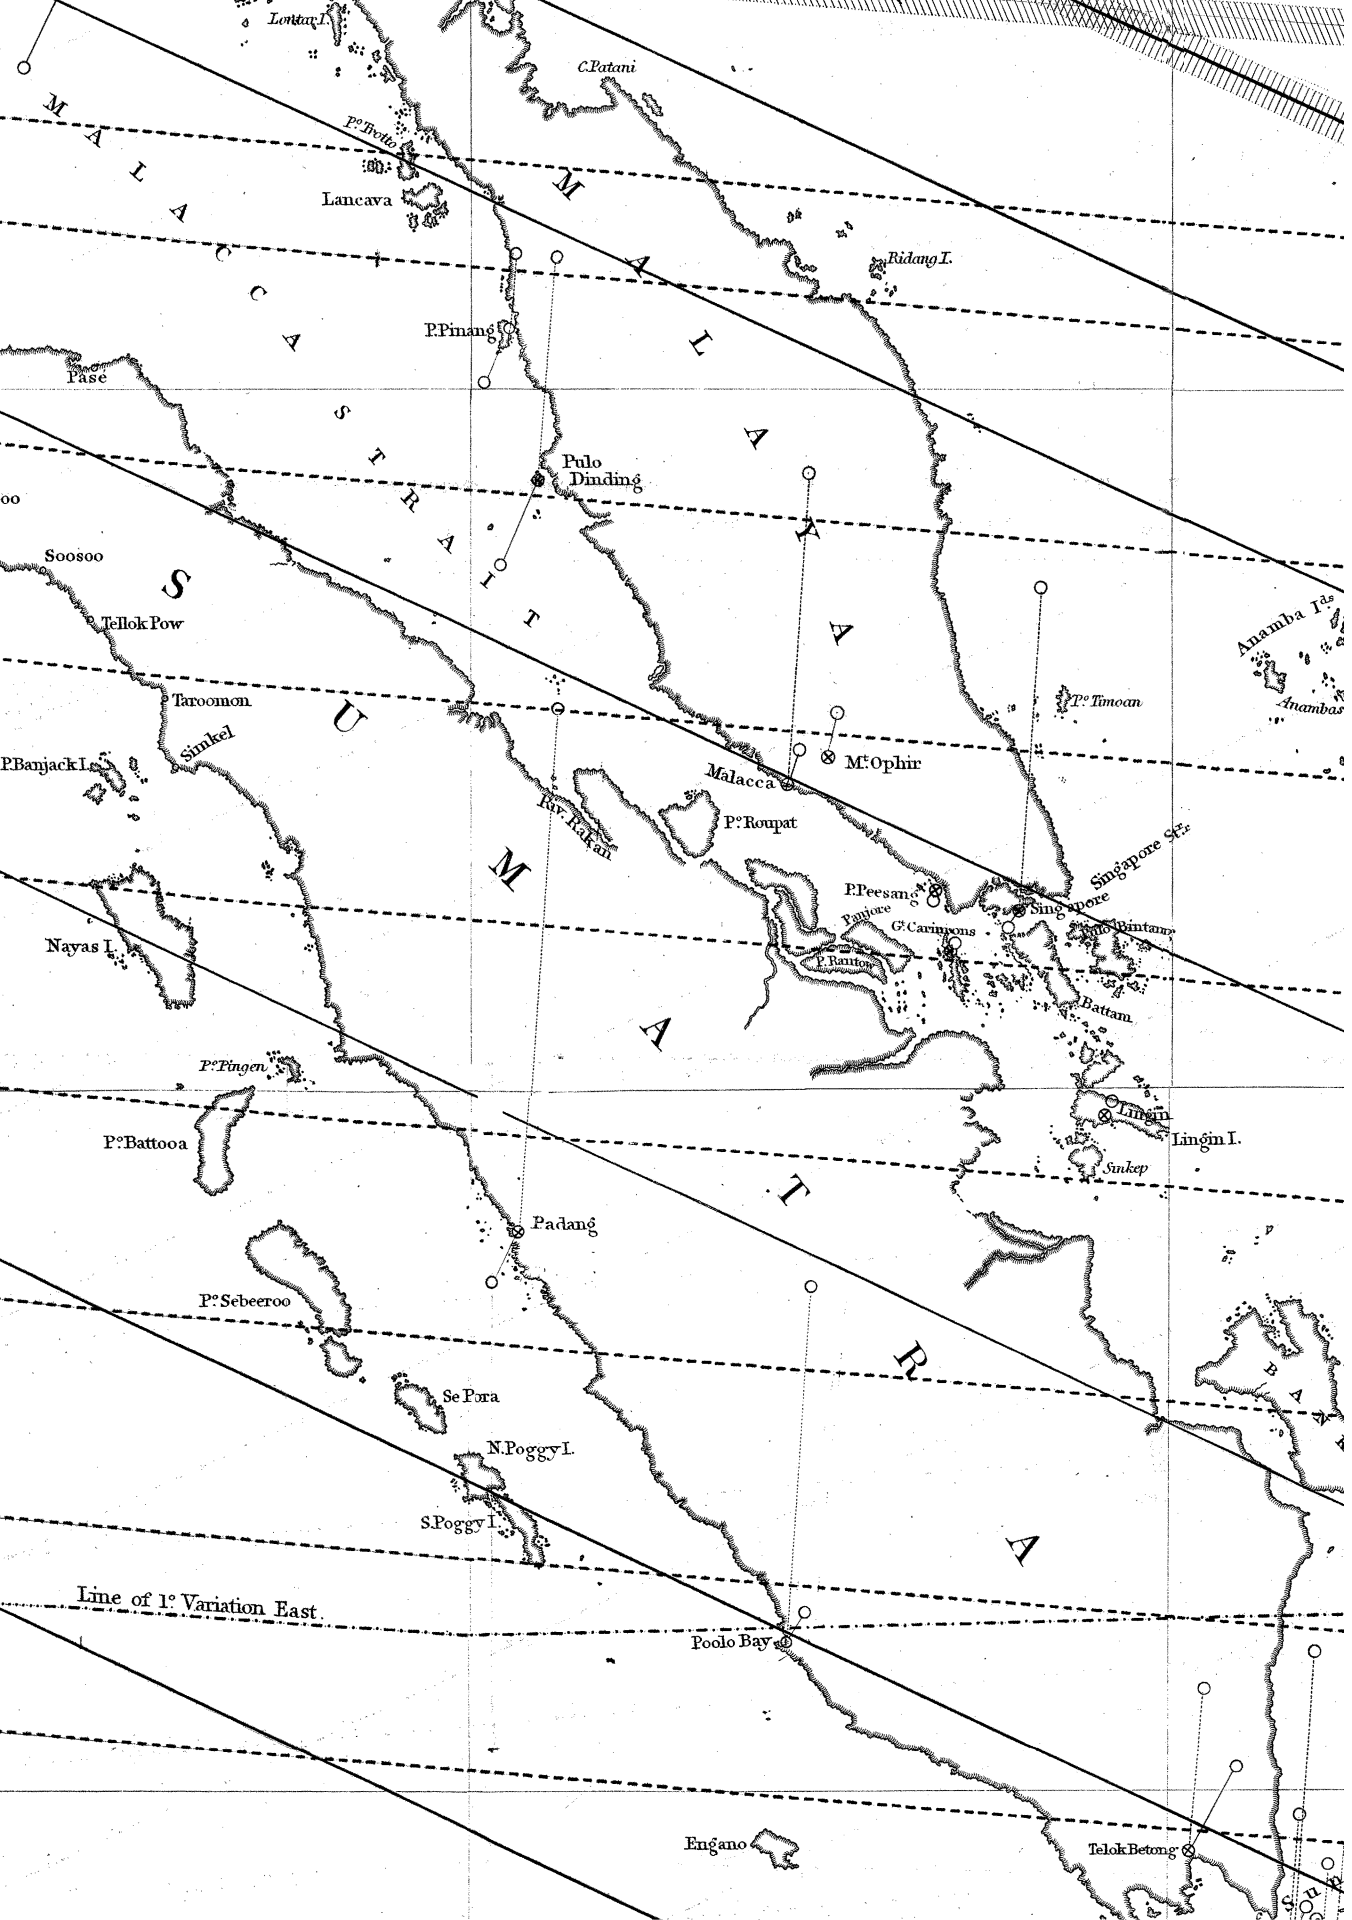 Lontar I.
C. Patani
MALACCA STRAIT
Pº. Trotto
Lancava
MALAYA
Ridang I.
P. Pinang
Pase
Pulo
Dinding
oo
Soosoo
SUMATRA
Tellok Pow
Anamba Ids.
Taroomon
Pº. Timoan
Anambas
Simkel
P. Banjack I.
Mt. Ophir
Malacca
Riv. Rakan
Pº. Roupat
Singapore Str.
P. Peesang
Singapore
Panjore
Gt. Carimons
Pulo Bintang
Nayas I.
P. Rantow
Battam
Pº. Pingen
Lingin
Pº. Battooa
Lingin I.
Sinkep
Padang
Pº. Sebeeroo
BAN
Se Pora
N. Poggy I.
S. Poggy I.
Line of 1º. Variation East.
Poolo Bay
Engano
Telok Betong
Sun